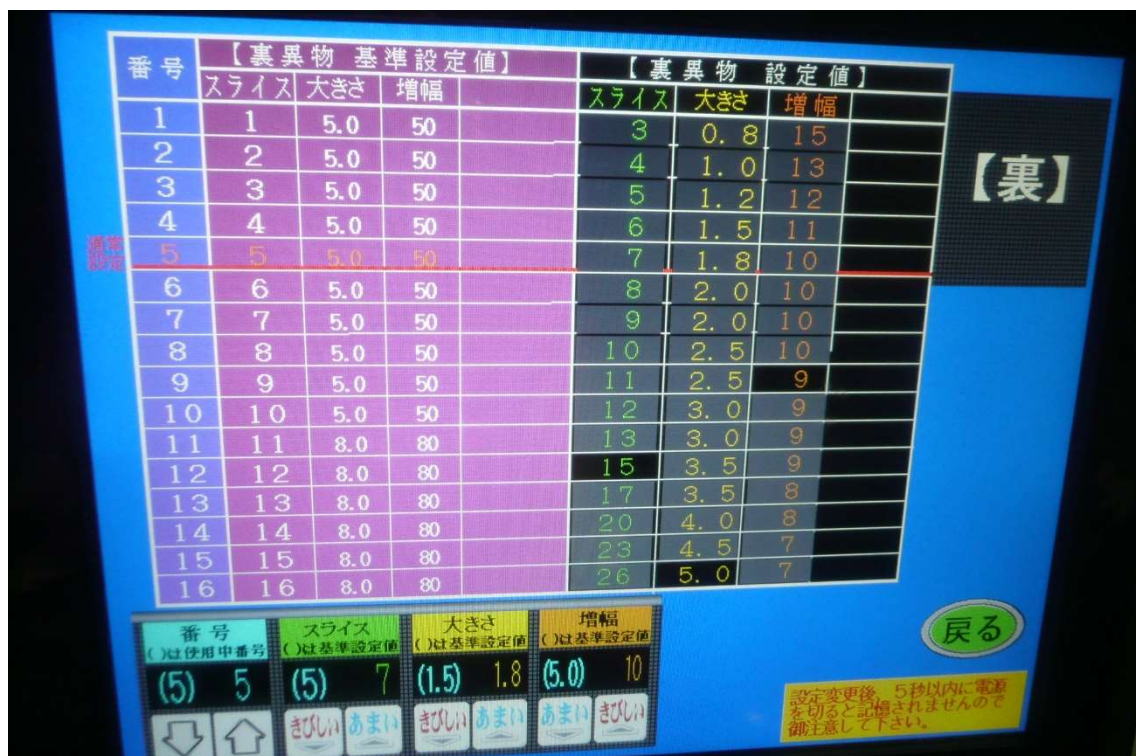 番号 【裏異物 基準設定値】 【裏異物 設定値】
スライス 大きさ 増幅 スライス 大きさ 増幅
1 1 5.0 50 3 0.8 15
2 2 5.0 50 4 1.0 13
3 3 5.0 50 5 1.2 12
4 4 5.0 50 6 1.5 11
通常設定 5 5 5.0 50 7 1.8 10
6 6 5.0 50 8 2.0 10
7 7 5.0 50 9 2.0 10
8 8 5.0 50 10 2.5 10
9 9 5.0 50 11 2.5 9
10 10 5.0 50 12 3.0 9
11 11 8.0 80 13 3.0 9
12 12 8.0 80 15 3.5 9
13 13 8.0 80 17 3.5 8
14 14 8.0 80 20 4.0 8
15 15 8.0 80 23 4.5 7
16 16 8.0 80 26 5.0 7
【裏】
番号 スライス 大きさ 増幅
( )は使用中番号 ( )は基準設定値 ( )は基準設定値 ( )は基準設定値
(5) 5 (5) 7 (1.5) 1.8 (5.0) 10
きびしい あまい きびしい あまい あまい きびしい
戻る
設定変更後、5秒以内に電源
を切ると記憶されませんので
御注意して下さい。